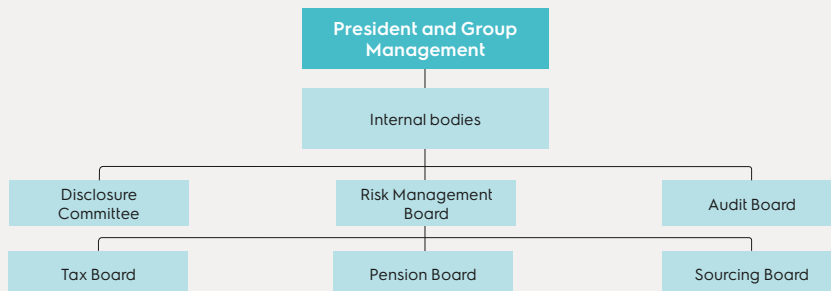 President and Group
Management
Internal bodies
Disclosure
Committee
Risk Management
Board
Audit Board
Tax Board
Pension Board
Sourcing Board